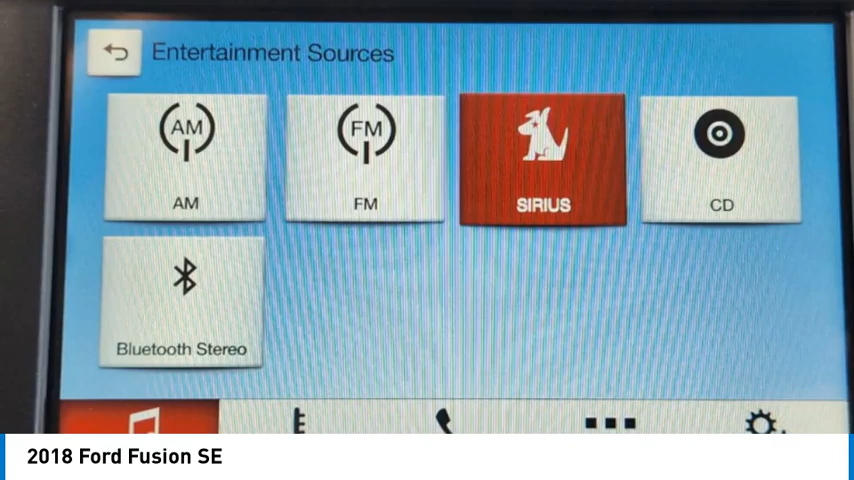 Entertainment Sources
AM
FM
AM
FM
SIRIUS
CD
Bluetooth Stereo
2018 Ford Fusion SE